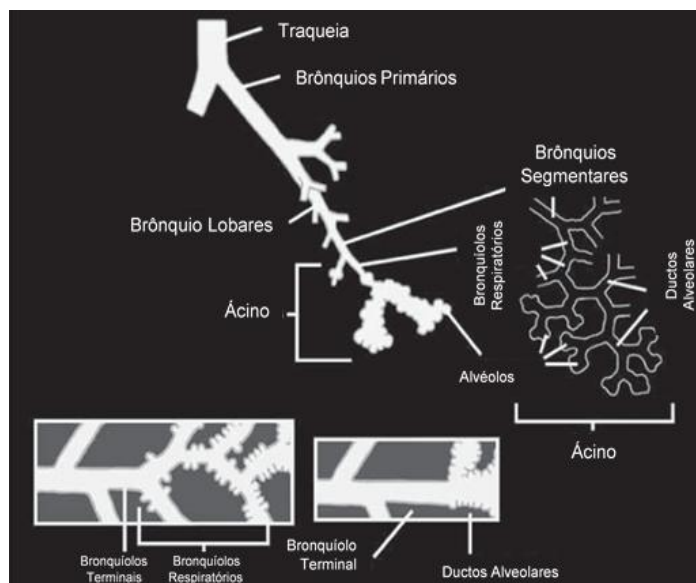 Traqueia
Brônquios Primários
Brônquios
Segmentares
Brônquio Lobares
Bronquíolos
Respiratórios
Ductos
Alveolares
Ácino
Alvéolos
Ácino
Bronquíolos
Terminais
Bronquíolos
Respiratórios
Bronquíolo
Terminal
Ductos Alveolares